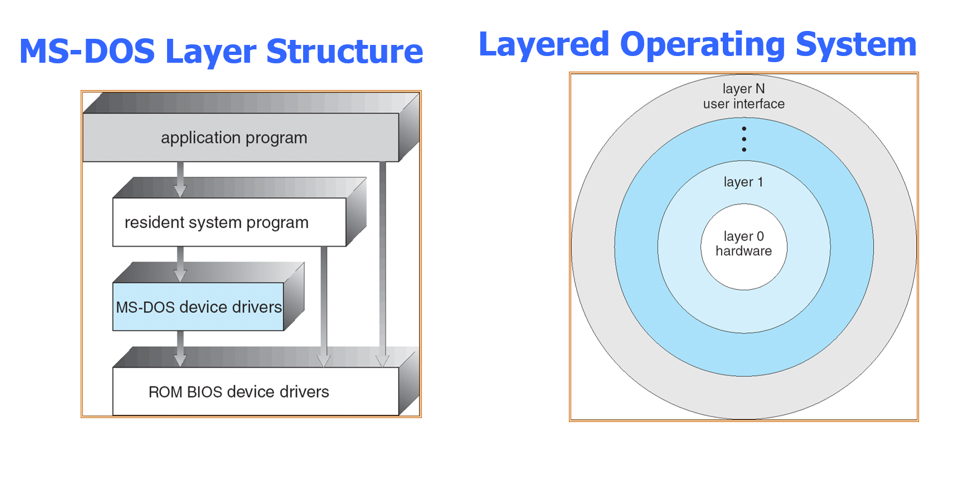 MS-DOS Layer Structure
application program
resident system program
MS-DOS device drivers
ROM BIOS device drivers
Layered Operating System
layer N
user interface
layer 1
layer 0
hardware